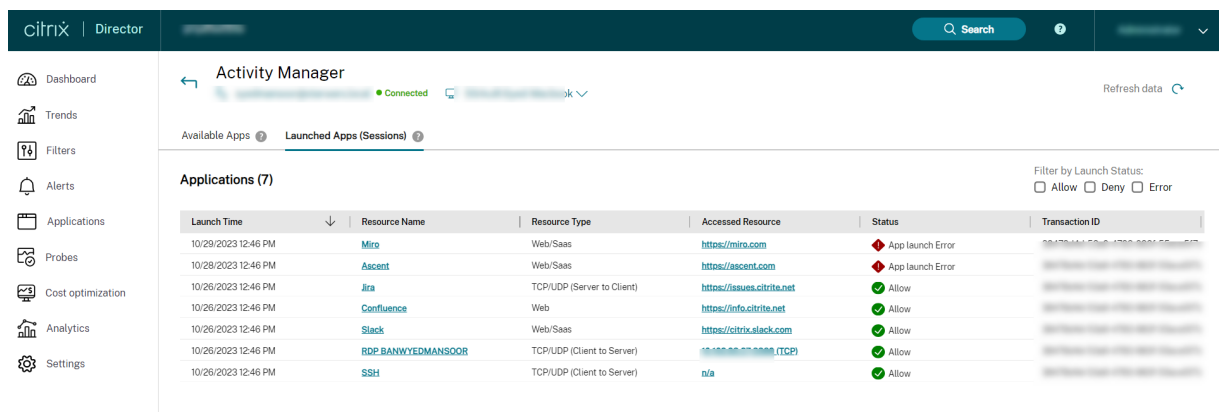 citrix | Director
Search
Dashboard
Trends
Filters
Alerts
Applications
Probes
Cost optimization
Analytics
Settings
Activity Manager
Connected
Refresh data
Available Apps
Launched Apps (Sessions)
Applications (7)
Filter by Launch Status:
Allow Deny Error
Launch Time Resource Name Resource Type Accessed Resource Status Transaction ID
10/29/2023 12:46 PM Miro Web/Saas https://miro.com App launch Error
10/28/2023 12:46 PM Ascent Web/Saas https://ascent.com App launch Error
10/26/2023 12:46 PM Jira TCP/UDP (Server to Client) https://issues.citrite.net Allow
10/26/2023 12:46 PM Confluence Web https://info.citrite.net Allow
10/26/2023 12:46 PM Slack Web/Saas https://citrix.slack.com Allow
10/26/2023 12:46 PM RDP BANWYEDMANSOOR TCP/UDP (Client to Server) (TCP) Allow
10/26/2023 12:46 PM SSH TCP/UDP (Client to Server) n/a Allow